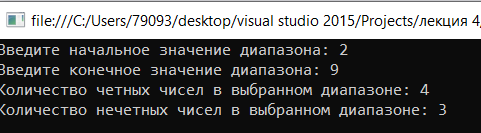 file:///C:/Users/79093/desktop/visual studio 2015/Projects/лекция 4/
Введите начальное значение диапазона: 2
Введите конечное значение диапазона: 9
Количество четных чисел в выбранном диапазоне: 4
Количество нечетных чисел в выбранном диапазоне: 3